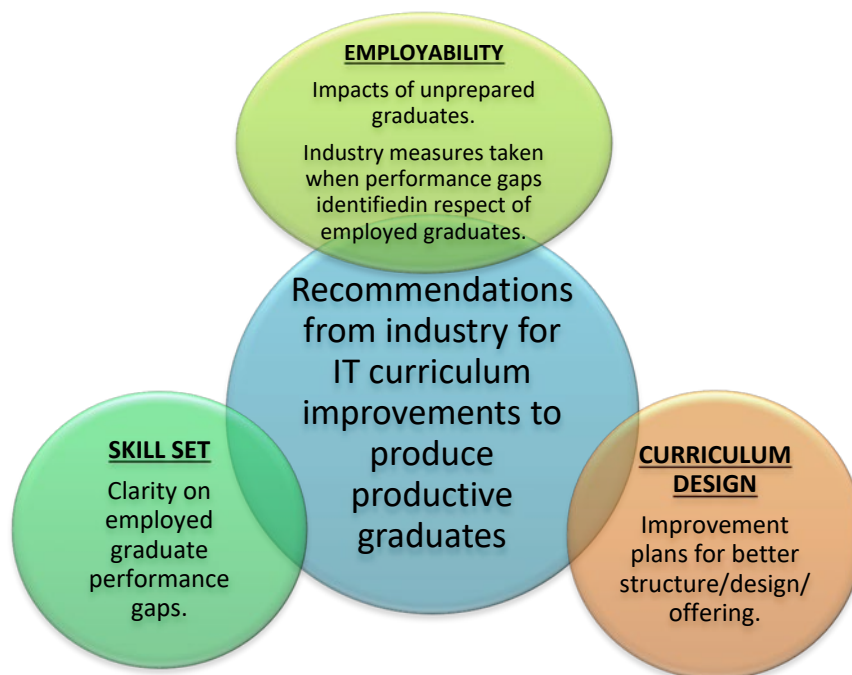 EMPLOYABILITY
Impacts of unprepared
graduates.
Industry measures taken
when performance gaps
identifiedin respect of
employed graduates.
Recommendations
from industry for
IT curriculum
improvements to
produce
productive
graduates
SKILL SET
Clarity on
employed
graduate
performance
gaps.
CURRICULUM
DESIGN
Improvement
plans for better
structure/design/
offering.